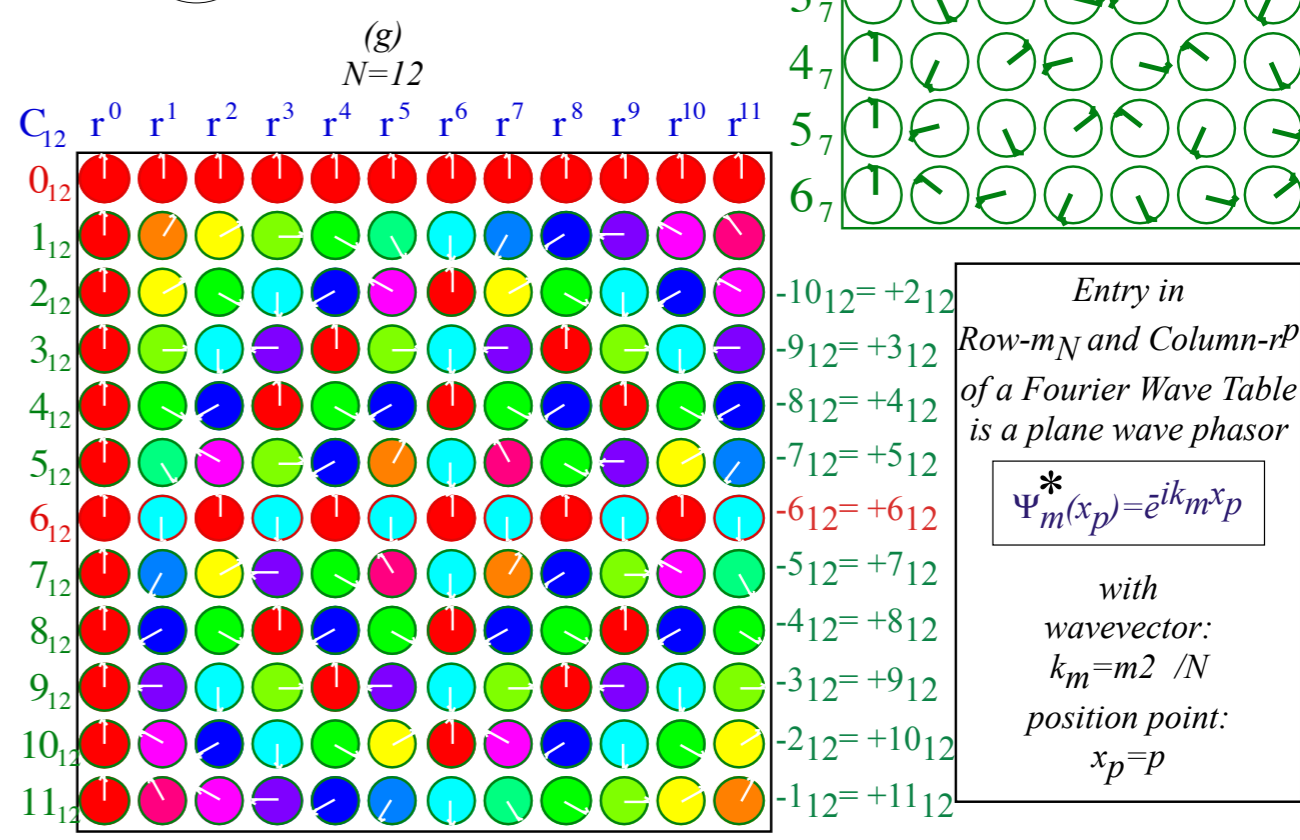 (g)
N=12
C12 r0 r1 r2 r3 r4 r5 r6 r7 r8 r9 r10 r11
012
112
212
312
412
512
612
712
812
912
1012
1112
-1012= +212
-912= +312
-812= +412
-712= +512
-612= +612
-512= +712
-412= +812
-312= +912
-212= +1012
-112= +1112
47
57
67
Entry in
Row-mN and Column-rp
of a Fourier Wave Table
is a plane wave phasor
Ψ*m(xp)=e-ikmxp
with
wavevector:
km=m2 /N
position point:
xp=p